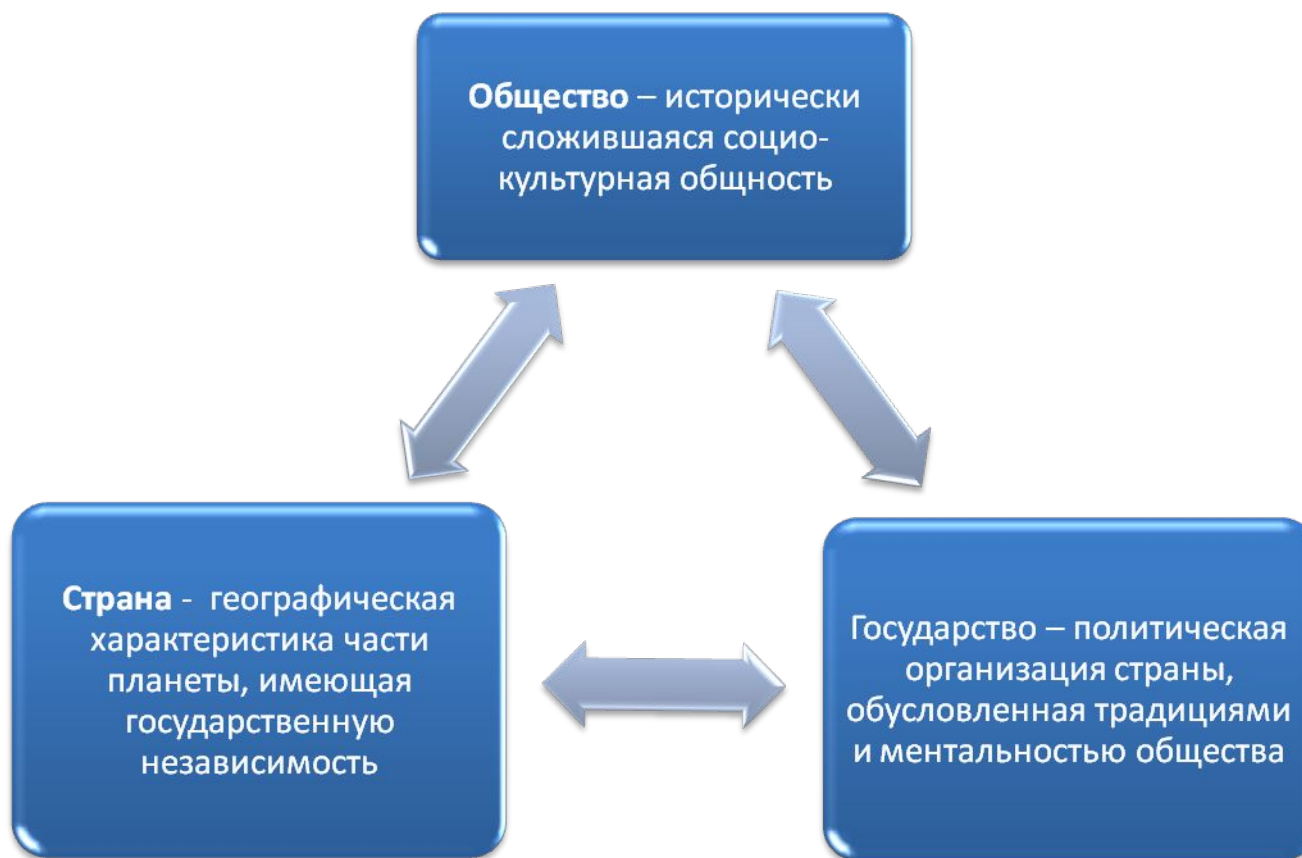 Общество – исторически
сложившаяся социо-
культурная общность
Страна - географическая
характеристика части
планеты, имеющая
государственную
независимость
Государство – политическая
организация страны,
обусловленная традициями
и ментальностью общества